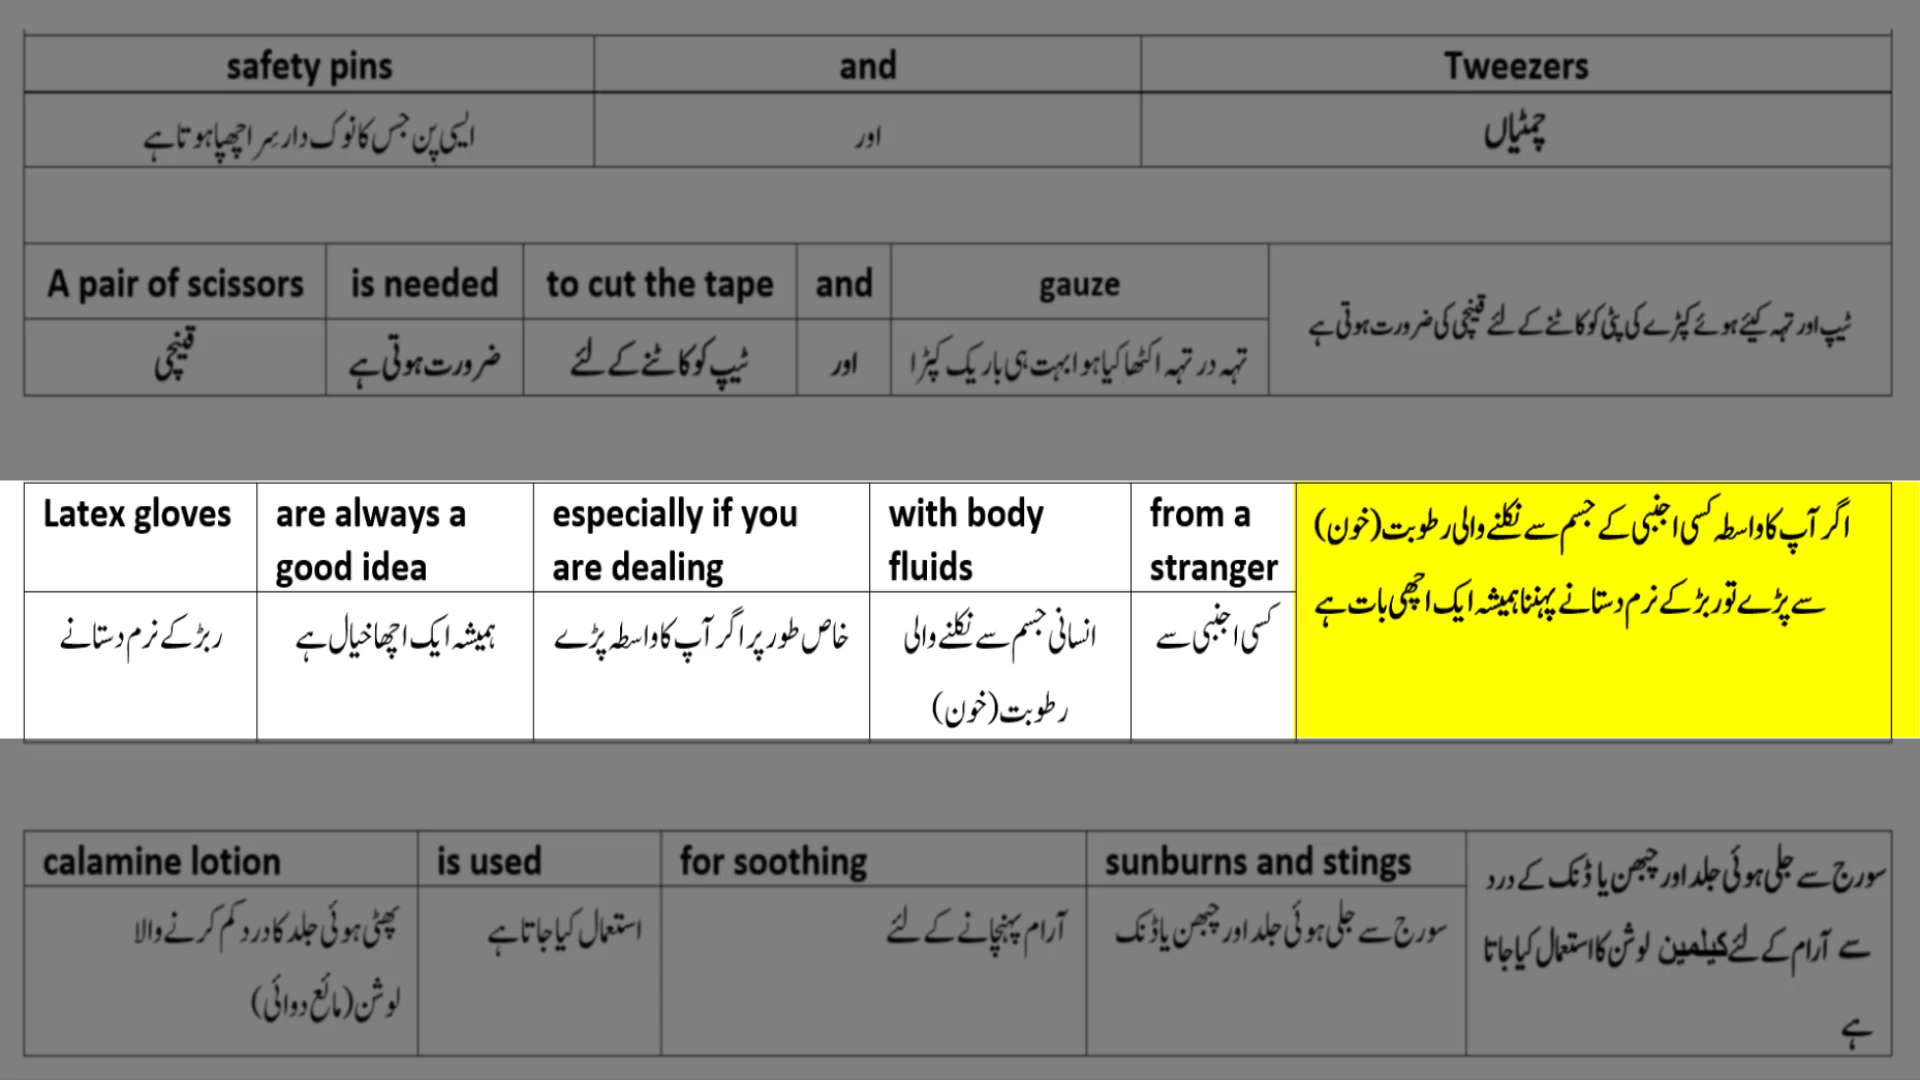 safety pins and Tweezers
ایسی پن جس کا نوک دار سِرا چھپا ہوتا ہے اور چمٹیاں
A pair of scissors is needed to cut the tape and gauze
قینچی ضرورت ہوتی ہے ٹیپ کو کاٹنے کے لئے اور تہہ در تہہ اکٹھا کیا ہوا بہت ہی باریک کپڑا
ٹیپ اور تہہ کیئے ہوئے کپڑے کی پٹی کو کاٹنے کے لئے قینچی کی ضرورت ہوتی ہے
Latex gloves
are always a
good idea
especially if you
are dealing
with body
fluids
from a
stranger
ربڑ کے نرم دستانے
ہمیشہ ایک اچھا خیال ہے
خاص طور پر اگر آپ کا واسطہ پڑے
انسانی جسم سے نکلنے والی
رطوبت (خون)
کسی اجنبی سے
اگر آپ کا واسطہ کسی اجنبی کے جسم سے نکلنے والی رطوبت (خون)
سے پڑے تو ربڑ کے نرم دستانے پہننا ہمیشہ ایک اچھی بات ہے
calamine lotion is used for soothing sunburns and stings
پھٹی ہوئی جلد کا درد کم کرنے والا
لوشن (مائع دوائی)
استعمال کیا جاتا ہے
آرام پہنچانے کے لئے
سورج سے جلی ہوئی جلد اور چبھن یا ڈنک
سورج سے جلی ہوئی جلد اور چبھن یا ڈنک کے درد
سے آرام کے لئے کیلمین لوشن کا استعمال کیا جاتا
ہے